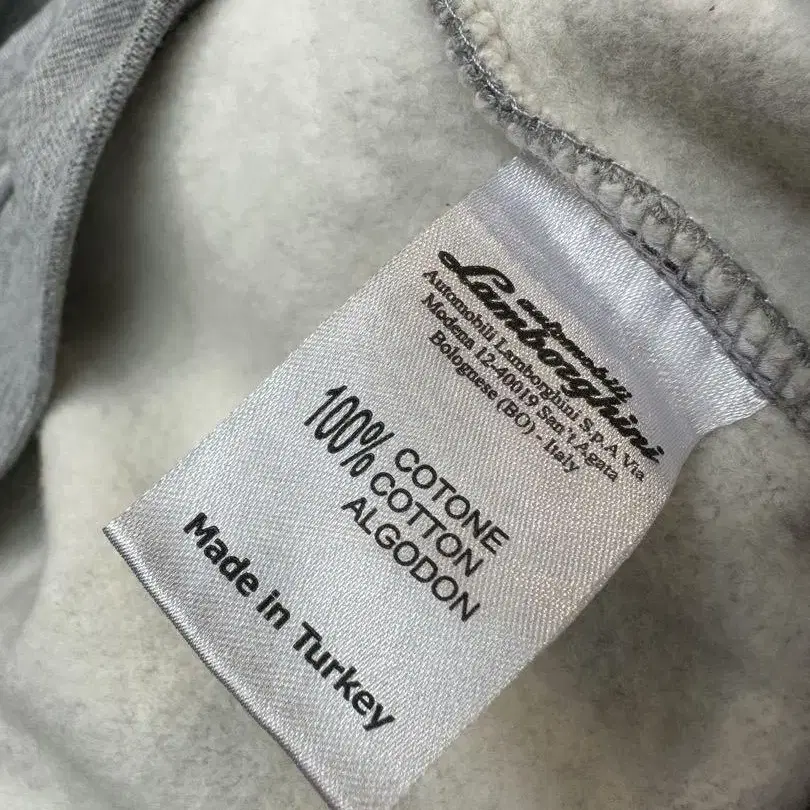 automobili
Lamborghini
Automobili Lamborghini S.p.A Via
Modena 12-40019 San't Agata
Bolognese (BO) - Italy
100% COTONE
COTTON
ALGODON
Made in Turkey